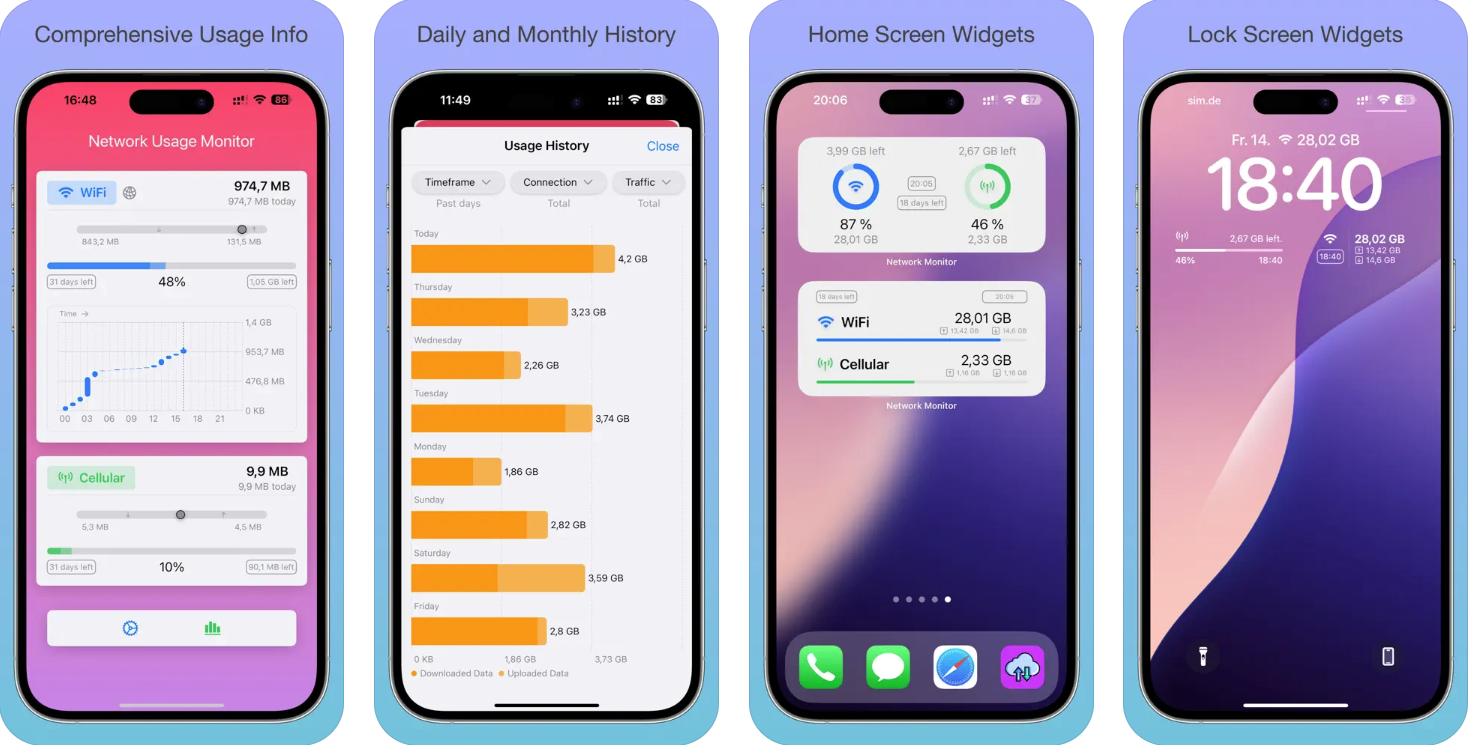 Comprehensive Usage Info
16:48
86
Network Usage Monitor
WiFi
974,7 MB
974,7 MB today
843,2 MB
131,5 MB
31 days left
48%
1,05 GB left
Time →
1,4 GB
953,7 MB
476,8 MB
0 KB
00 03 06 09 12 15 18 21
Cellular
9,9 MB
9,9 MB today
5,3 MB
4,5 MB
31 days left
10%
90,1 MB left
Daily and Monthly History
11:49
83
Usage History
Close
Timeframe
Connection
Traffic
Past days
Total
Total
Today
4,2 GB
Thursday
3,23 GB
Wednesday
2,26 GB
Tuesday
3,74 GB
Monday
1,86 GB
Sunday
2,82 GB
Saturday
3,59 GB
Friday
2,8 GB
0 KB
1,86 GB
3,73 GB
Downloaded Data
Uploaded Data
Home Screen Widgets
20:06
37
3,99 GB left
2,67 GB left
20:05
18 days left
87 %
46 %
28,01 GB
2,33 GB
Network Monitor
18 days left
20:05
WiFi
28,01 GB
13,42 GB
14,6 GB
Cellular
2,33 GB
1,16 GB
1,16 GB
Network Monitor
Lock Screen Widgets
sim.de
Fr. 14. 28,02 GB
18:40
2,67 GB left.
46%
18:40
18:40
28,02 GB
13,42 GB
14,6 GB